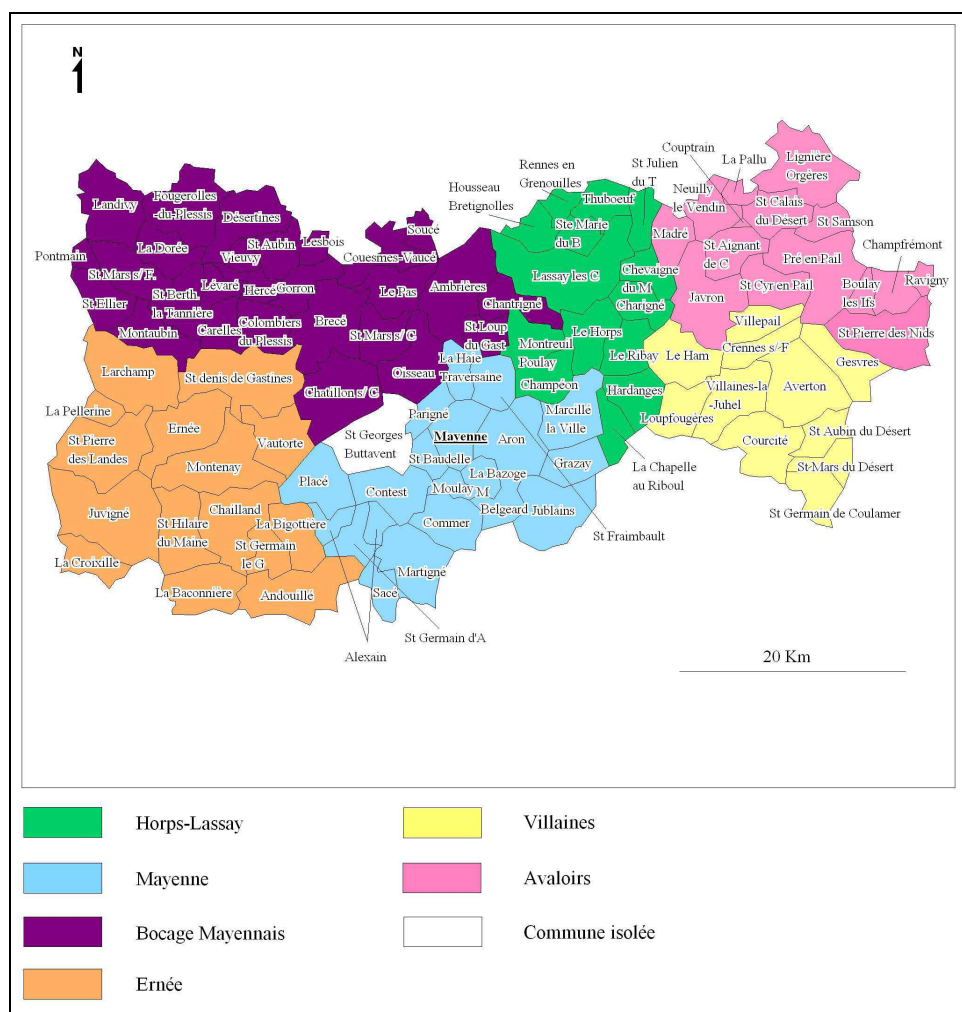 N
Couptrain
La Pallu
Lignière
Orgères
St Julien
du T
Rennes en
Grenouilles
Neuilly
le Vendin
Housseau
Bretignolles
Thuboeuf
St Calais
du Désert
St Samson
Fougerolles
-du-Plessis
Landivy
Désertines
Soucé
Ste Marie
du B
Madré
Champfrémont
St Aubin
Lesbois
La Dorée
Vieuvy
Pontmain
Couesmes-Vaucé
St Aignant
de C
Pré en Pail
Ravigny
St Mars s/ F.
Lassay les C
Chevaigne
du M
Boulay
les Ifs
Lévaré
Hercé
Gorron
Le Pas
Ambrières
St Cyr en Pail
Javron
St Ellier
St Berth.
la Tannière
Chantrigné
Charigné
Montaubin
Carelles
Colombiers
du Plessis
Brecé
St Mars s/ C
St Loup
du Gast
Le Horps
Villepail
St Pierre des Nids
Montreuil
Poulay
Le Ribay
Le Ham
Crennes s/F
Gesvres
Larchamp
St denis de Gastines
Oisseau
La Haie
Traversaine
Champéon
Hardanges
Villaines-la
-Juhel
Averton
Chatillon s/ C
La Pellerine
Parigné
Marcillé
la Ville
Loupfougères
Ernée
St Pierre
des Landes
Vautorte
St Georges
Buttavent
Mayenne
Aron
Courcité
St Aubin du Désert
St Baudelle
Grazay
La Chapelle
au Riboul
Montenay
Placé
Contest
Moulay
La Bazoge
M
St Mars du Désert
Juvigné
Chailland
St Hilaire
du Maine
La Bigottière
St Germain
le G
Commer
Belgeard
Jublains
St Germain de Coulamer
St Fraimbault
La Croixille
Martigné
La Baconnière
Andouillé
Sacé
St Germain d'A
Alexain
20 Km
Horps-Lassay
Villaines
Mayenne
Avaloirs
Bocage Mayennais
Commune isolée
Ernée